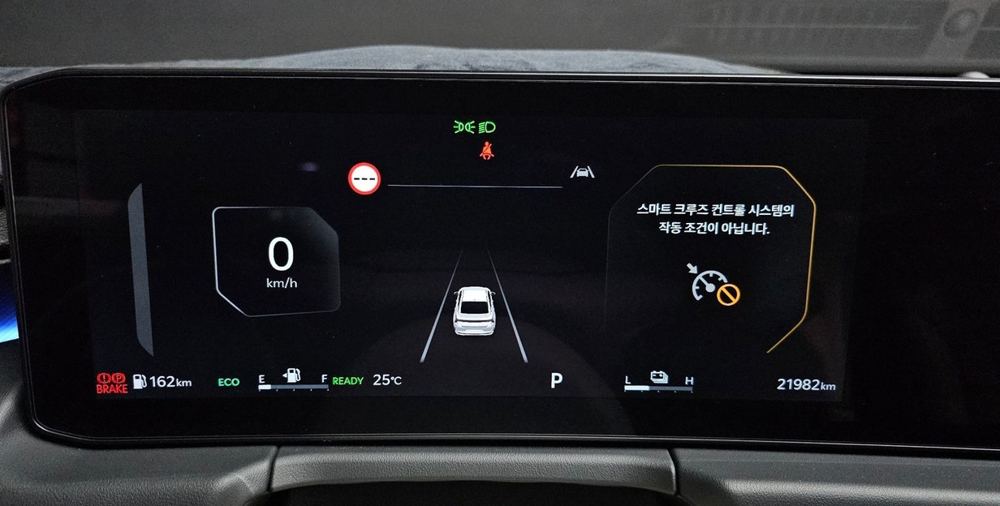 스마트 크루즈 컨트롤 시스템의
작동 조건이 아닙니다.
0
km/h
BRAKE
162km
ECO
E F
READY
25℃
P
L H
21982km